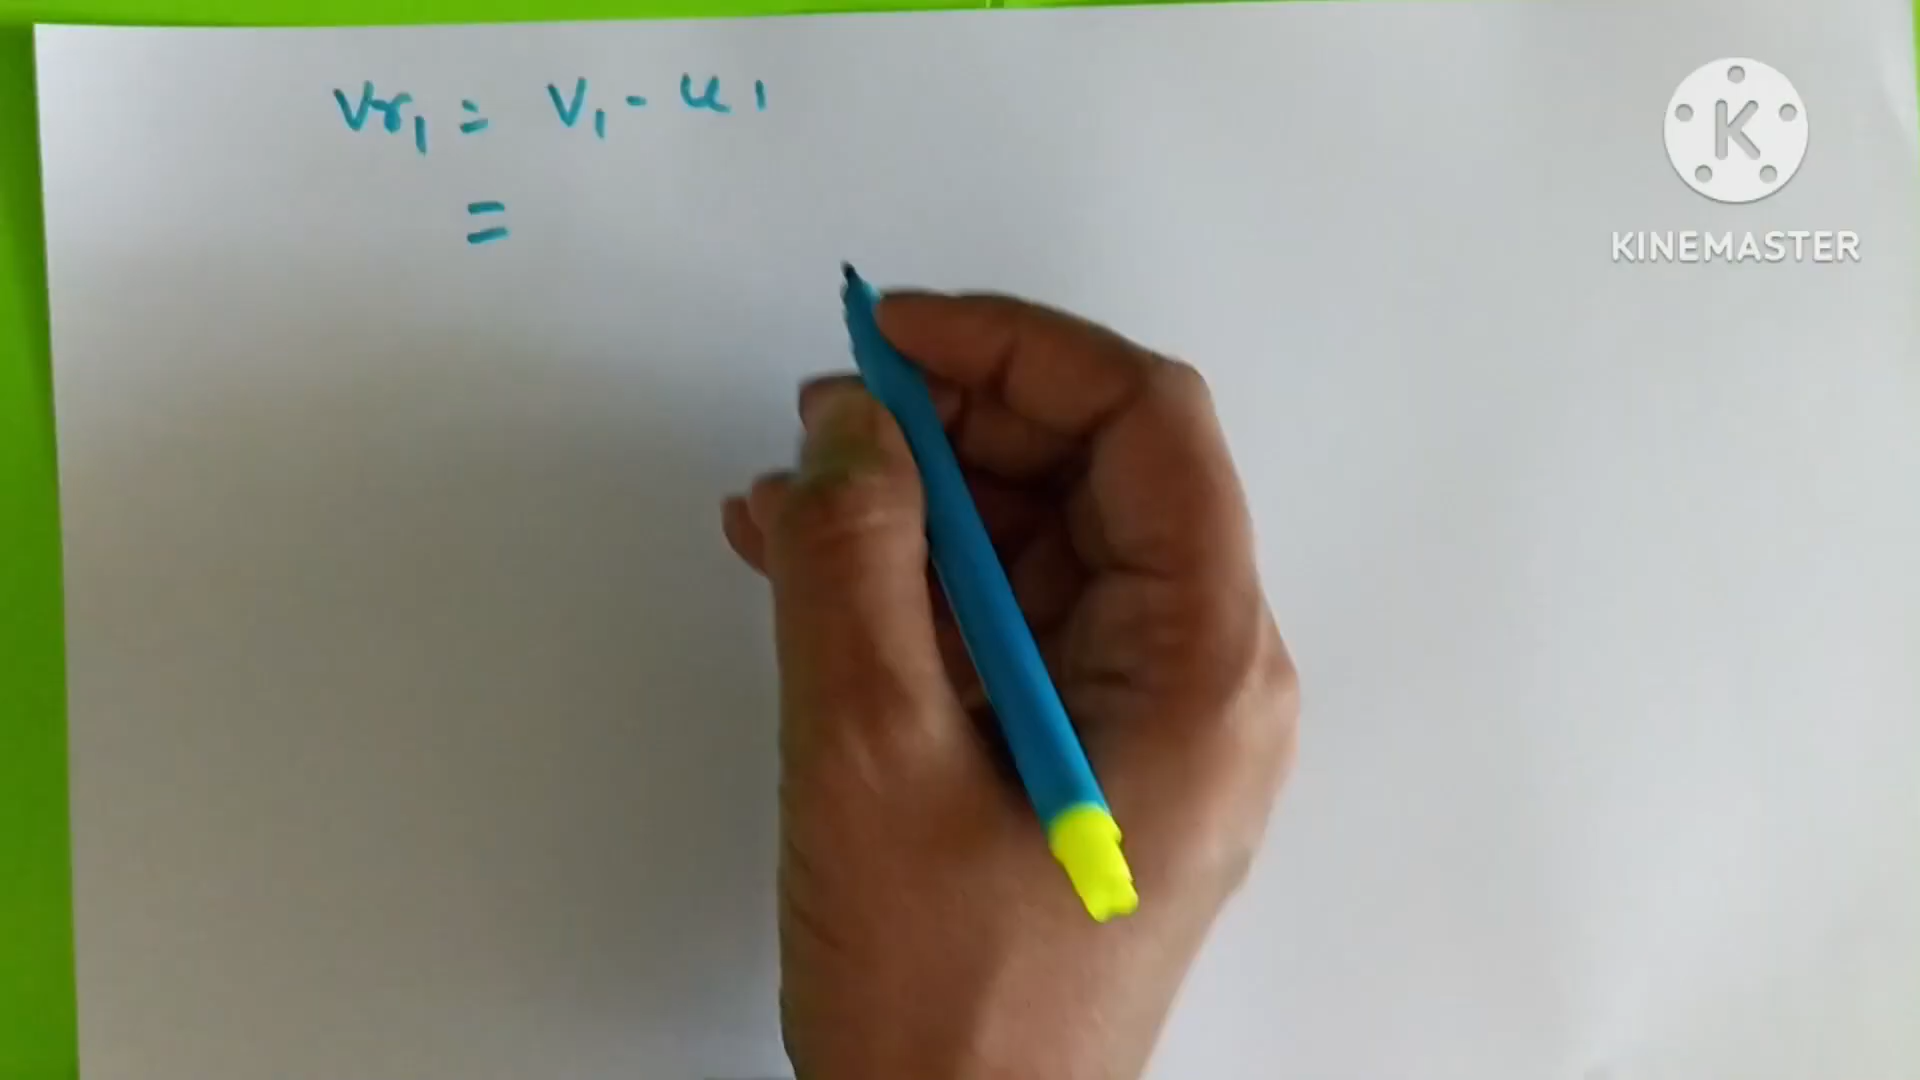 Vr₁ = V₁ - u₁
=
K
KINEMASTER